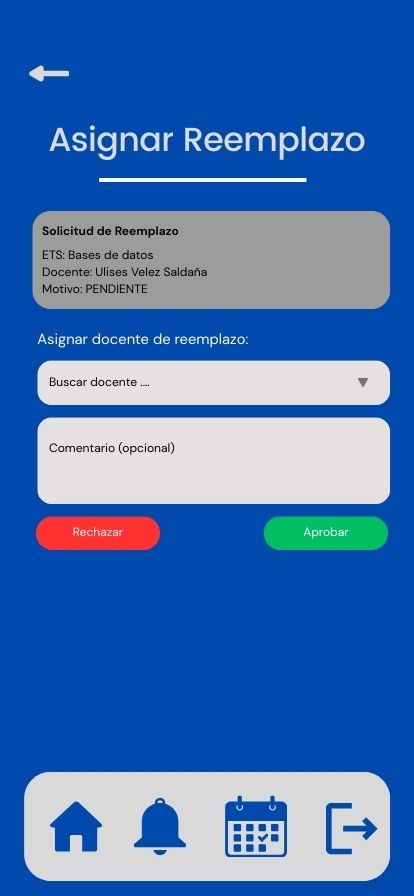 Asignar Reemplazo
Solicitud de Reemplazo
ETS: Bases de datos
Docente: Ulises Velez Saldaña
Motivo: PENDIENTE
Asignar docente de reemplazo:
Buscar docente ....
Comentario (opcional)
Rechazar
Aprobar